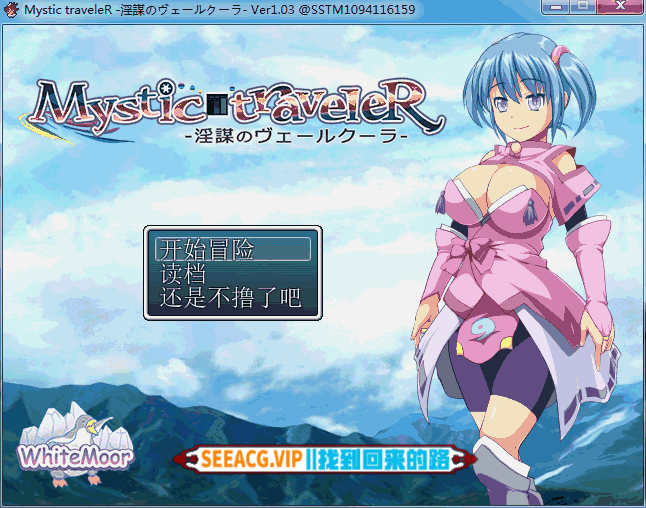 Mystic traveleR -淫謀のヴェールクーラ- Ver1.03 @SSTM1094116159
Mystic traveleR
-淫謀のヴェールクーラ-
开始冒险
读档
还是不撸了吧
WhiteMoor
SEEACG.VIP||找到回来的路